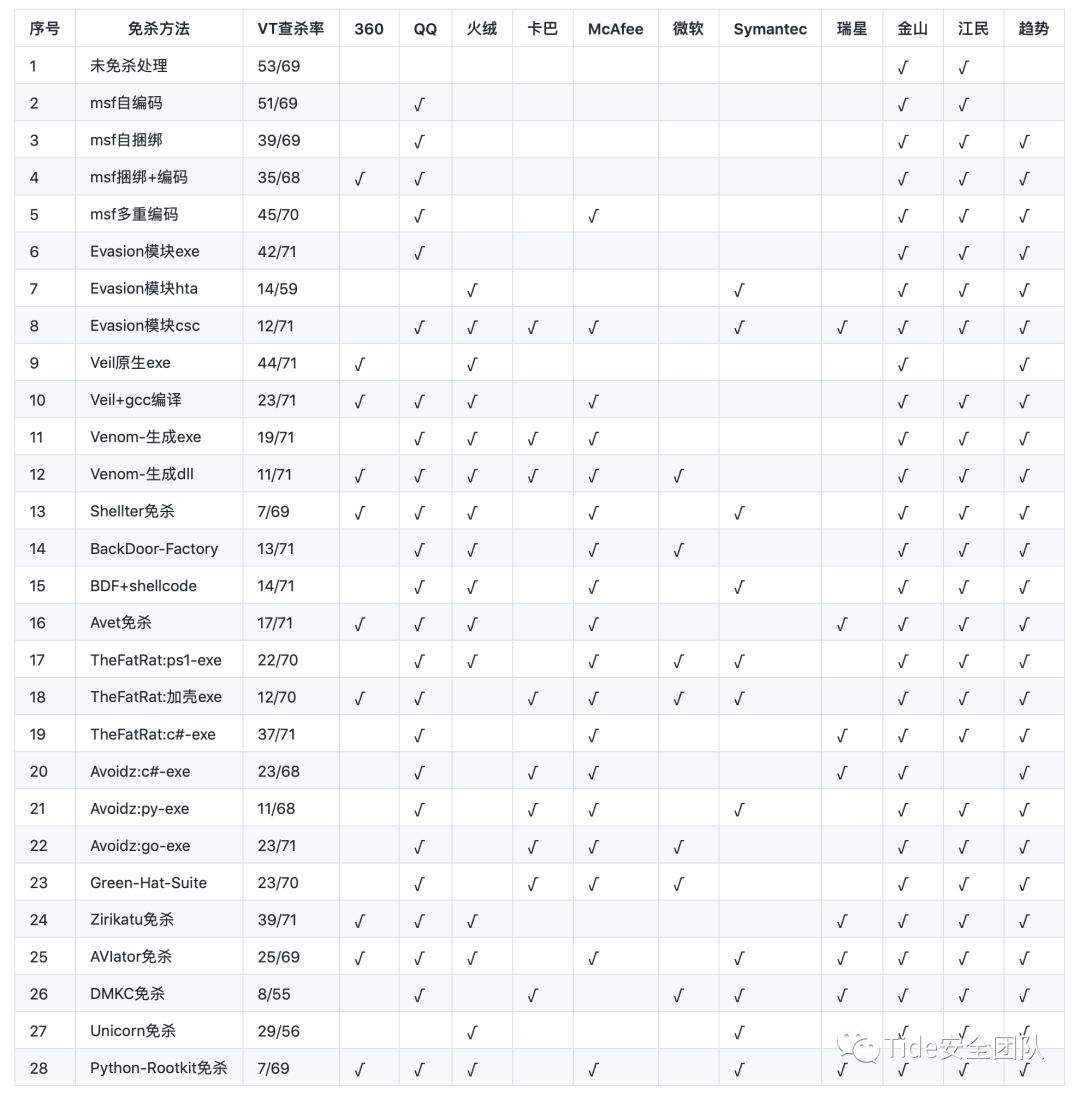 序号 免杀方法 VT查杀率 360 QQ 火绒 卡巴 McAfee 微软 Symantec 瑞星 金山 江民 趋势
1 未免杀处理 53/69 √ √
2 msf自编码 51/69 √ √ √
3 msf自捆绑 39/69 √ √ √ √
4 msf捆绑+编码 35/68 √ √ √ √ √
5 msf多重编码 45/70 √ √ √ √ √
6 Evasion模块exe 42/71 √ √ √ √
7 Evasion模块hta 14/59 √ √ √ √ √
8 Evasion模块csc 12/71 √ √ √ √ √ √ √ √ √
9 Veil原生exe 44/71 √ √ √ √
10 Veil+gcc编译 23/71 √ √ √ √ √ √ √
11 Venom-生成exe 19/71 √ √ √ √ √ √ √
12 Venom-生成dll 11/71 √ √ √ √ √ √ √ √ √
13 Shellter免杀 7/69 √ √ √ √ √ √ √ √
14 BackDoor-Factory 13/71 √ √ √ √ √ √ √
15 BDF+shellcode 14/71 √ √ √ √ √ √ √
16 Avet免杀 17/71 √ √ √ √ √ √ √ √
17 TheFatRat:ps1-exe 22/70 √ √ √ √ √ √ √ √
18 TheFatRat:加壳exe 12/70 √ √ √ √ √ √ √ √ √
19 TheFatRat:c#-exe 37/71 √ √ √ √ √ √
20 Avoidz:c#-exe 23/68 √ √ √ √ √ √
21 Avoidz:py-exe 11/68 √ √ √ √ √ √ √
22 Avoidz:go-exe 23/71 √ √ √ √ √ √ √
23 Green-Hat-Suite 23/70 √ √ √ √ √ √ √
24 Zirikatu免杀 39/71 √ √ √ √ √ √ √
25 AVIator免杀 25/69 √ √ √ √ √ √ √ √ √
26 DMKC免杀 8/55 √ √ √ √ √ √ √ √
27 Unicorn免杀 29/56 √ √ √ √ √
28 Python-Rootkit免杀 7/69 √ √ √ √ √ √ √ √ √
Tide安全团队